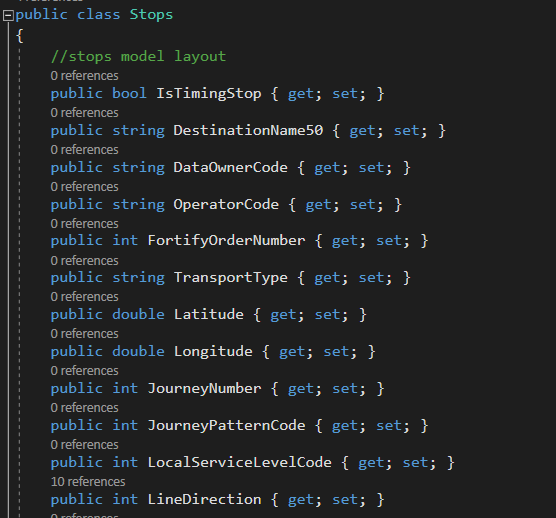 public class Stops
{
//stops model layout
0 references
public bool IsTimingStop { get; set; }
0 references
public string DestinationName50 { get; set; }
0 references
public string DataOwnerCode { get; set; }
0 references
public string OperatorCode { get; set; }
0 references
public int FortifyOrderNumber { get; set; }
0 references
public string TransportType { get; set; }
0 references
public double Latitude { get; set; }
0 references
public double Longitude { get; set; }
0 references
public int JourneyNumber { get; set; }
0 references
public int JourneyPatternCode { get; set; }
0 references
public int LocalServiceLevelCode { get; set; }
10 references
public int LineDirection { get; set; }
0 references